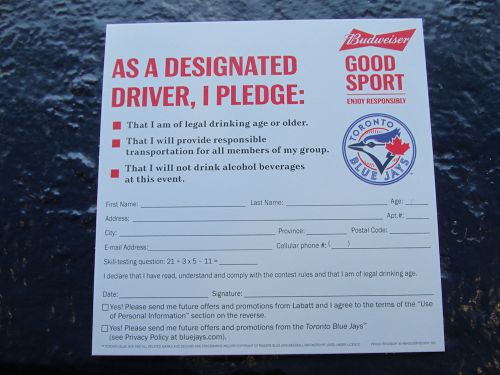 Budweiser
GOOD
SPORT
ENJOY RESPONSIBLY
AS A DESIGNATED
DRIVER, I PLEDGE:
That I am of legal drinking age or older.
That I will provide responsible
transportation for all members of my group.
That I will not drink alcohol beverages
at this event.
TORONTO
BLUE JAYS
First Name: Last Name: Age:
Address: Apt.#:
City: Province: Postal Code:
E-mail Address: Cellular phone #: ( )
Skill-testing question: 21 ÷ 3 x 5 – 11 =
I declare that I have read, understand and comply with the contest rules and that I am of legal drinking age.
Date: Signature:
Yes! Please send me future offers and promotions from Labatt and I agree to the terms of the "Use
of Personal Information" section on the reverse.
Yes! Please send me future offers and promotions from the Toronto Blue Jays™
(see Privacy Policy at bluejays.com).